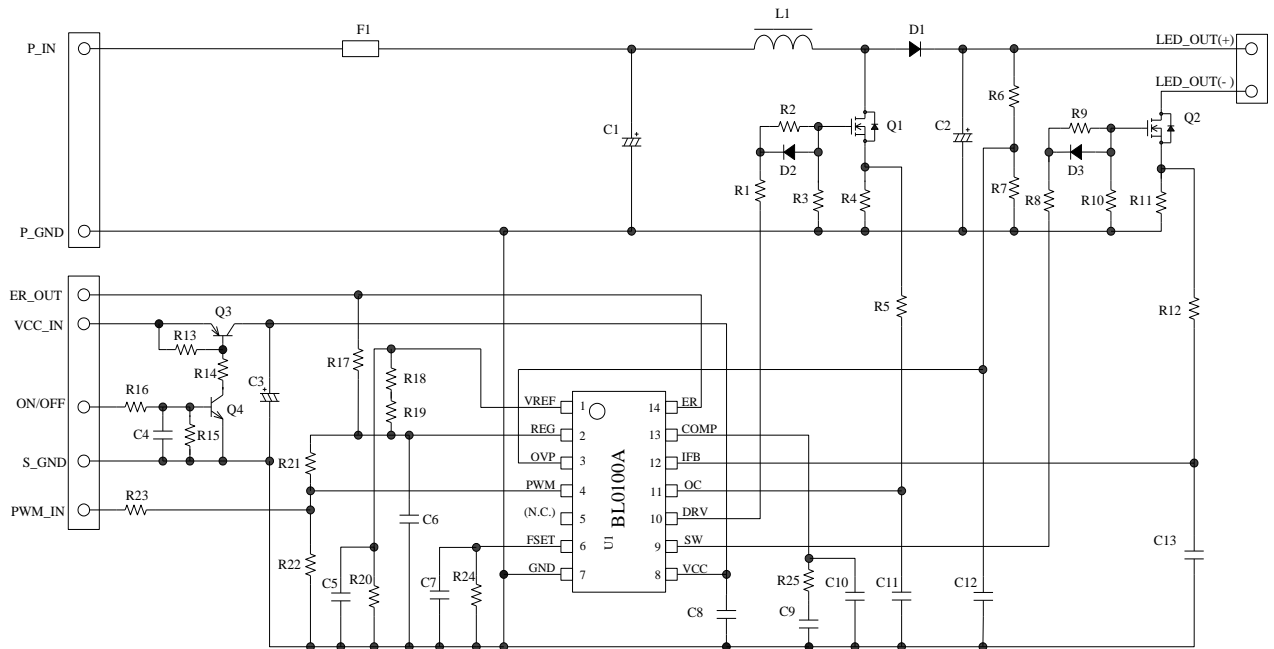 L1
F1
D1
P_IN
LED_OUT(+)
LED_OUT(- )
R6
R2
R9
C1
Q1
C2
Q2
D2
D3
R1
R3
R4
R7
R8
R10
R11
P_GND
ER_OUT
Q3
R5
R12
VCC_IN
R13
R17
R14
R18
C3
R16
R19
VREF
1
14
ER
ON/OFF
Q4
C4
R15
REG
2
13
COMP
S_GND
R21
OVP
3
12
IFB
BL0100A
PWM
4
11
OC
R23
PWM_IN
C6
(N.C.)
5
10
DRV
U1
FSET
6
9
SW
C13
R22
C5
R20
C7
R24
GND
7
8
VCC
R25
C10
C11
C12
C8
C9